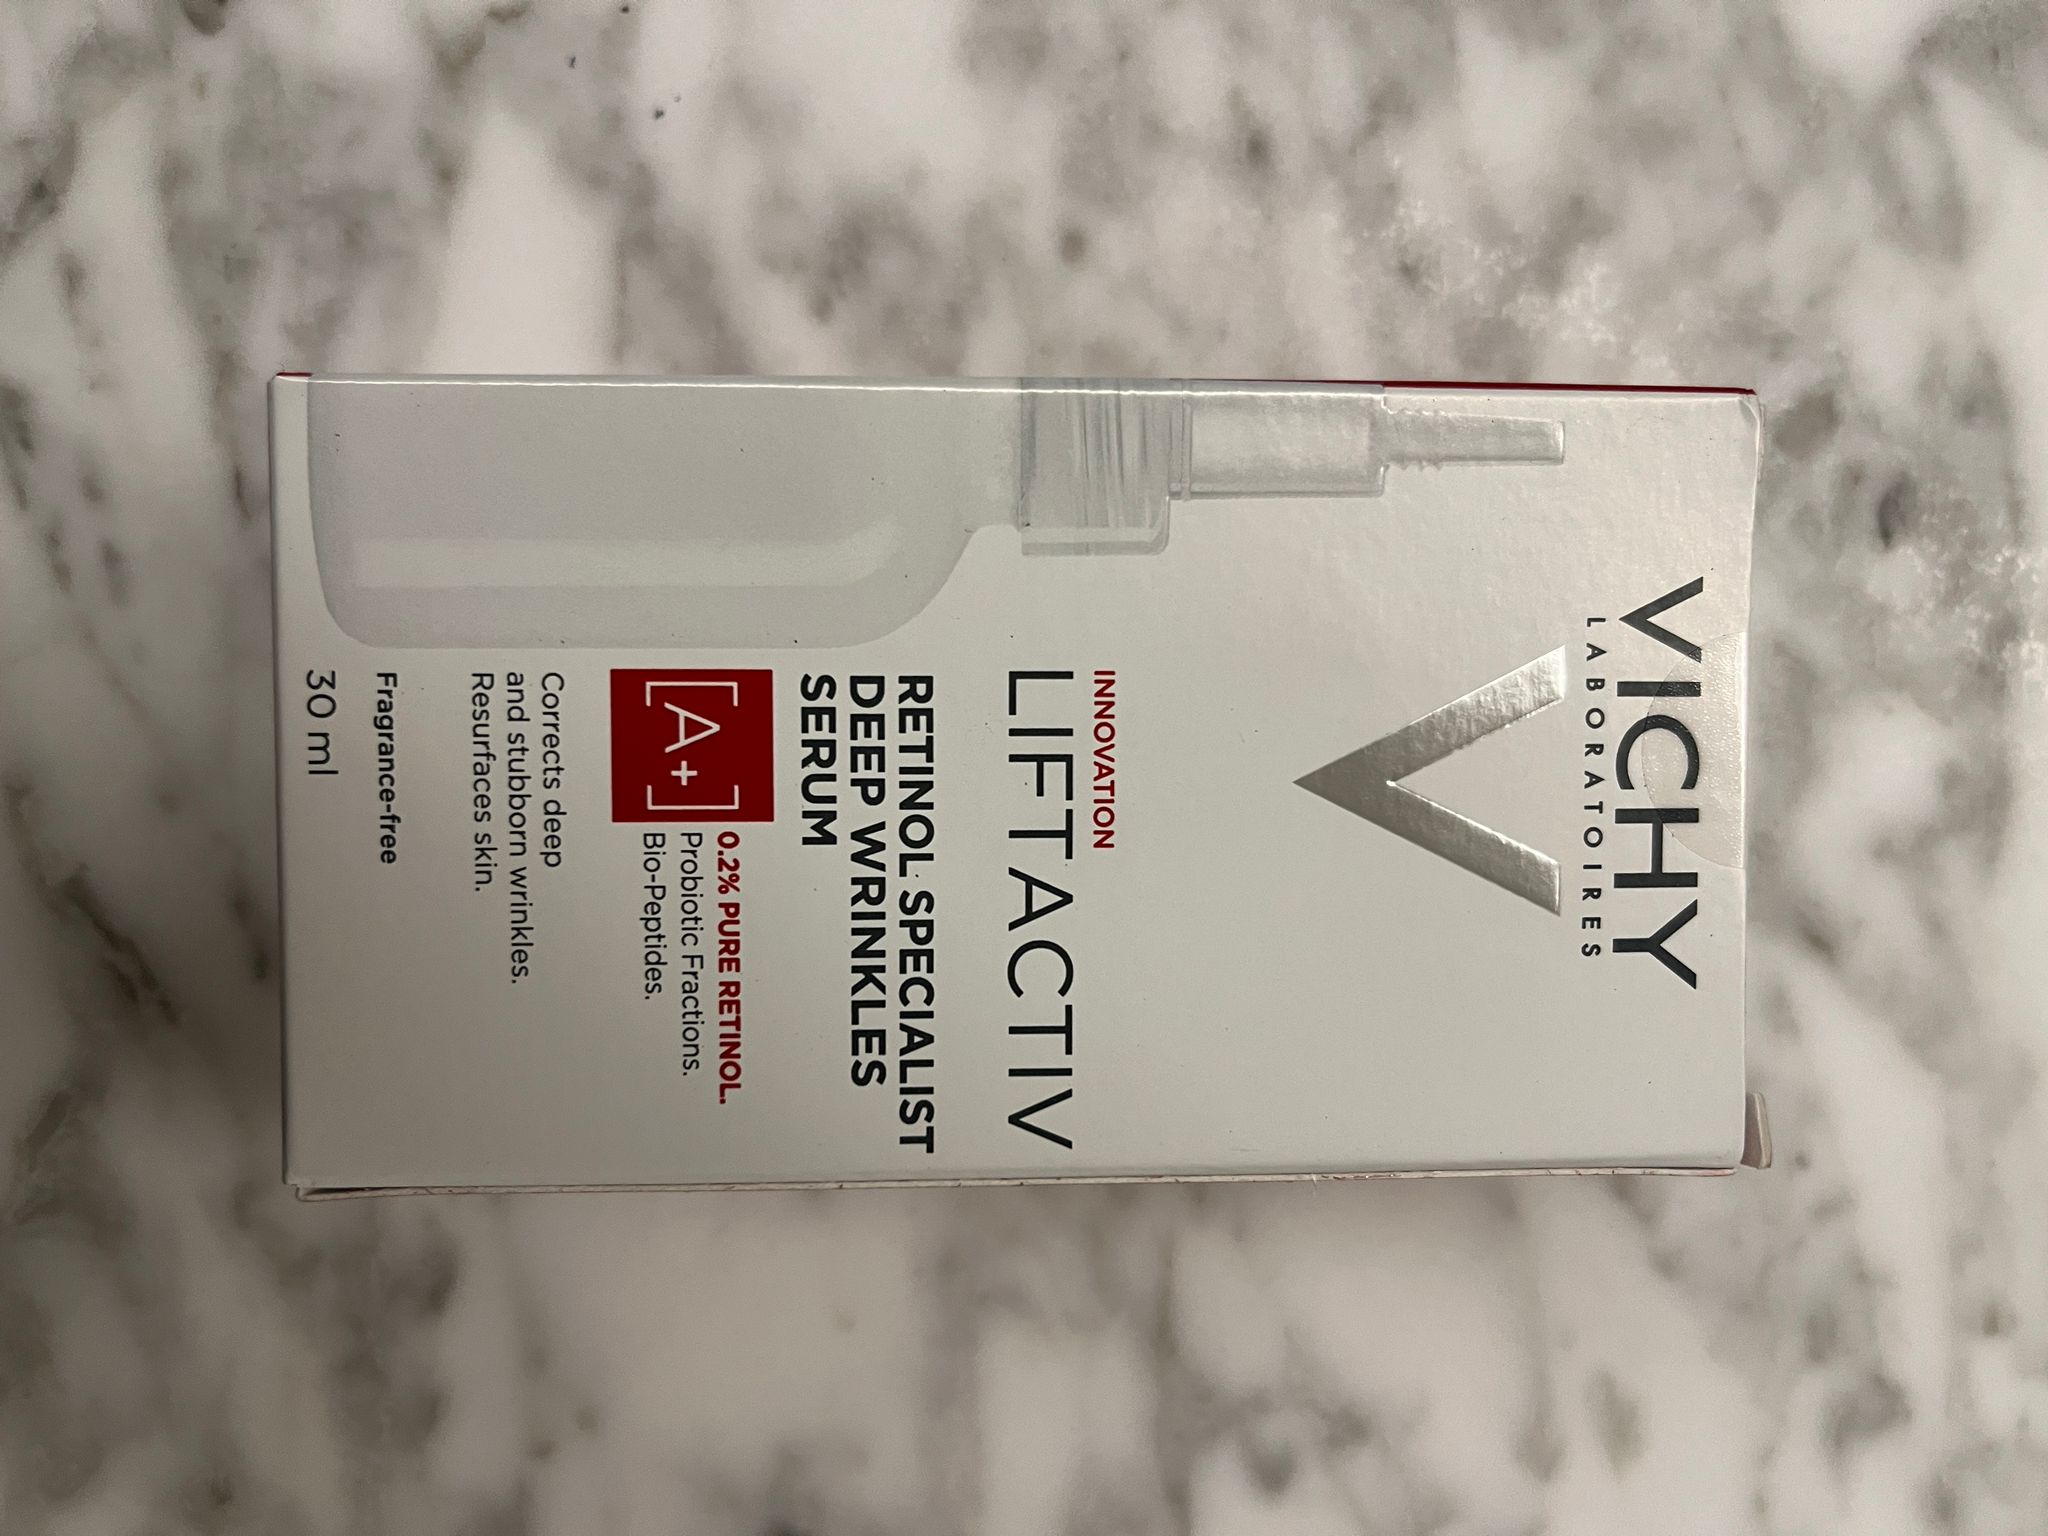 VICHY
LABORATOIRES
INNOVATION
LIFTACTIV
RETINOL SPECIALIST
DEEP WRINKLES
SERUM
[A+]
0.2% PURE RETINOL.
Probiotic Fractions.
Bio-Peptides.
Corrects deep
and stubborn wrinkles.
Resurfaces skin.
Fragrance-free
30 ml